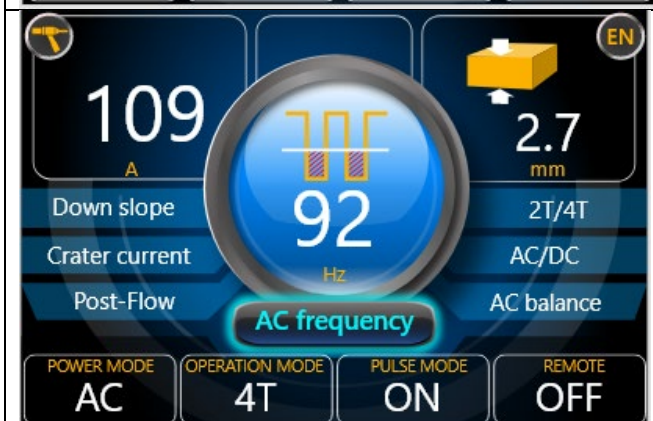 EN
109
A
92
Hz
2.7
mm
Down slope
Crater current
Post-Flow
2T/4T
AC/DC
AC balance
AC frequency
POWER MODE
AC
OPERATION MODE
4T
PULSE MODE
ON
REMOTE
OFF